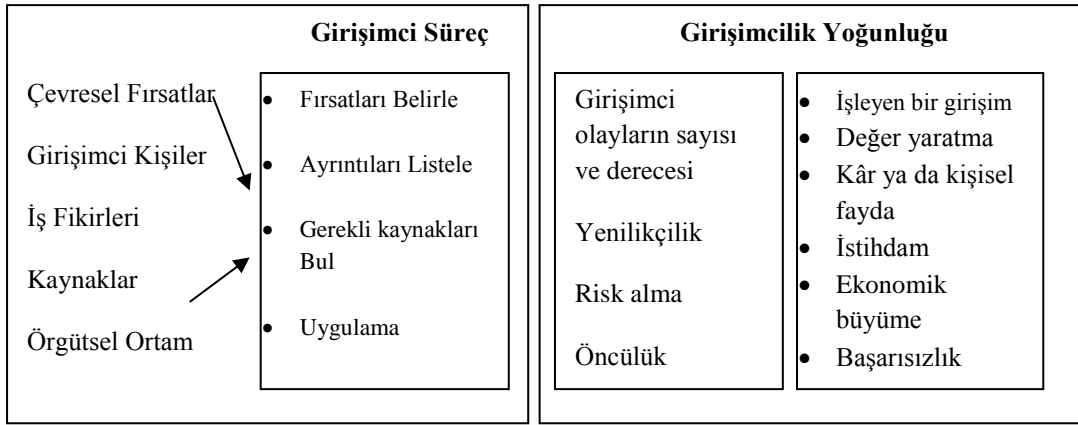 Girişimci Süreç
Çevresel Fırsatlar
Girişimci Kişiler
İş Fikirleri
Kaynaklar
Örgütsel Ortam
• Fırsatları Belirle
• Ayrıntıları Listele
• Gerekli kaynakları
Bul
• Uygulama
Girişimcilik Yoğunluğu
Girişimci
olayların sayısı
ve derecesi
Yenilikçilik
Risk alma
Öncülük
• İşleyen bir girişim
• Değer yaratma
• Kâr ya da kişisel
fayda
• İstihdam
• Ekonomik
büyüme
• Başarısızlık